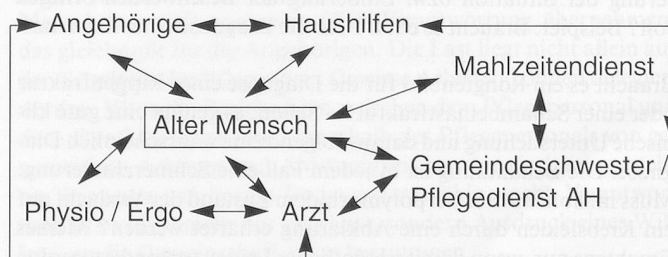 Angehörige
Haushilfen
Mahlzeitendienst
Alter Mensch
Gemeindeschwester /
Pflegedienst AH
Physio / Ergo
Arzt